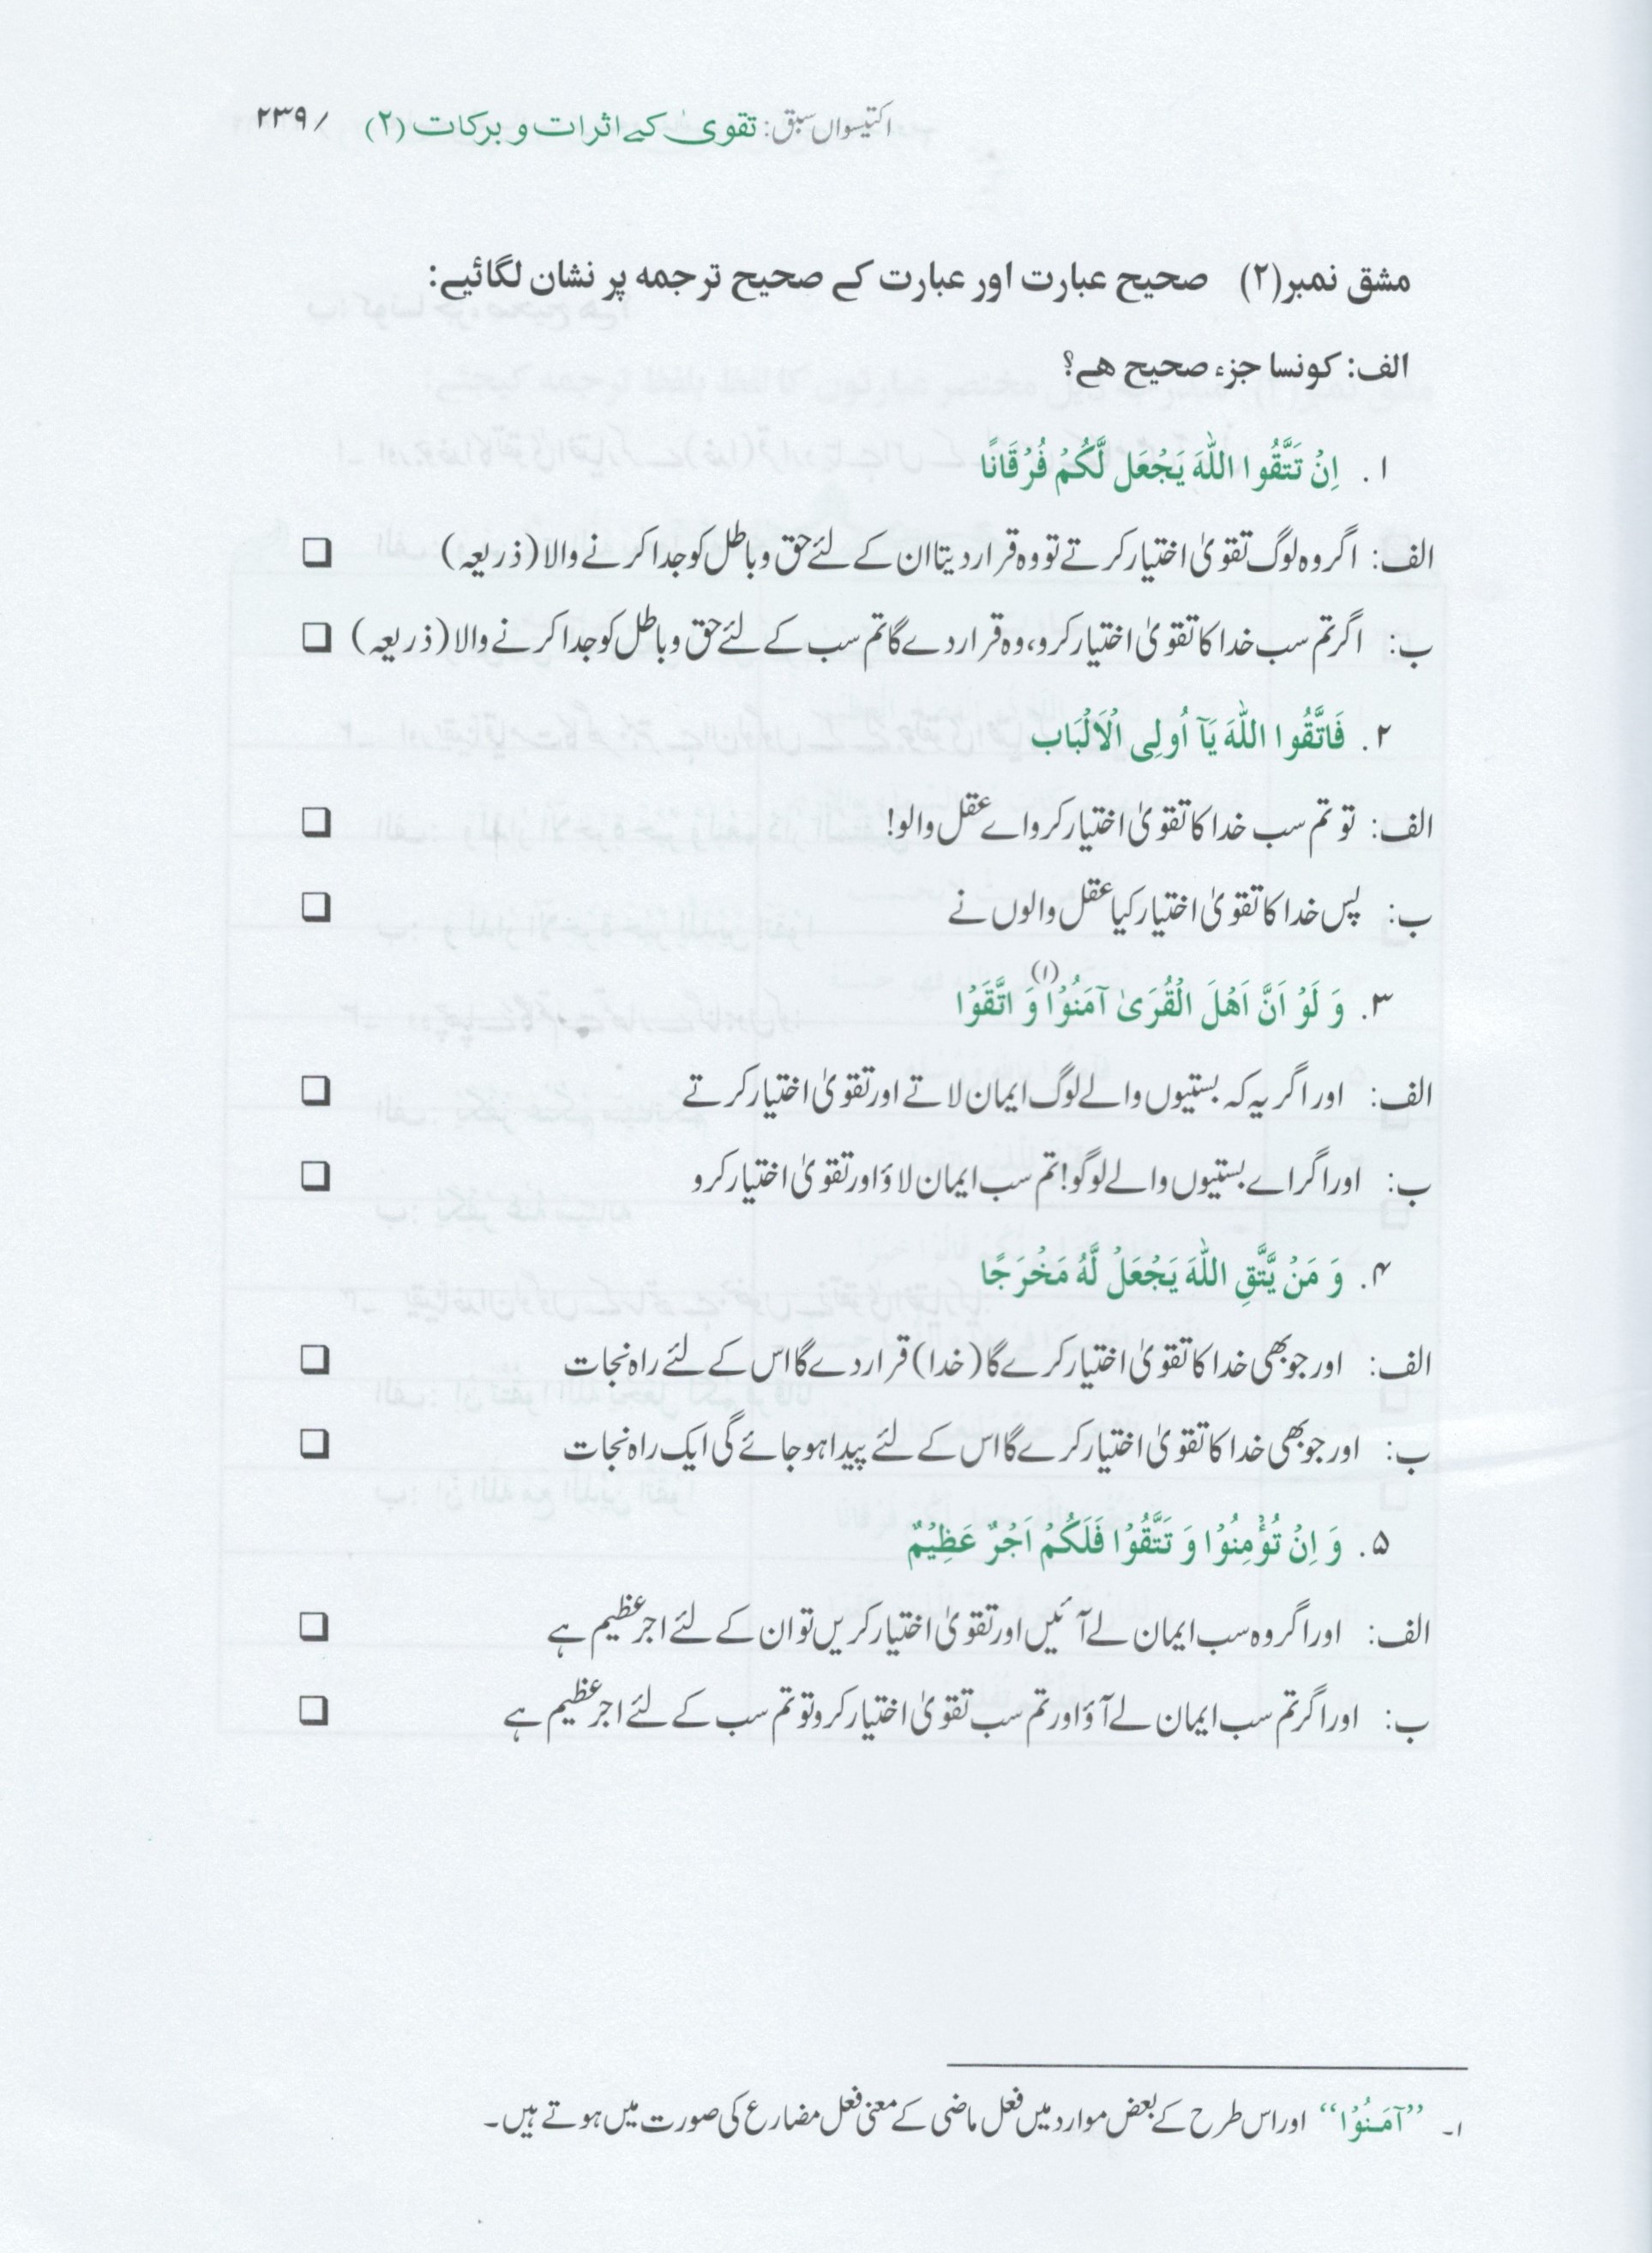 اکتیسواں سبق: تقویٰ کے اثرات و برکات (۲) / ۲۳۹
مشق نمبر(۲) صحیح عبارت اور عبارت کے صحیح ترجمہ پر نشان لگائیے:
الف: کونسا جزء صحیح ھے؟
۱. اِنْ تَتَّقُوا اللّٰهَ يَجْعَل لَّكُمْ فُرْقَانًا
الف: اگر وہ لوگ تقویٰ اختیار کرتے تو وہ قرار دیتا ان کے لئے حق و باطل کو جدا کرنے والا (ذریعہ) ❑
ب: اگر تم سب خدا کا تقویٰ اختیار کرو، وہ قرار دے گا تم سب کے لئے حق و باطل کو جدا کرنے والا (ذریعہ) ❑
۲. فَاتَّقُوا اللّٰهَ يَآ اُولِى الْاَلْبَاب
الف: تو تم سب خدا کا تقویٰ اختیار کرو اے عقل والو! ❑
ب: پس خدا کا تقویٰ اختیار کیا عقل والوں نے ❑
۳. وَ لَوْ اَنَّ اَهْلَ الْقُرَىٰ آمَنُوْا(۱) وَ اتَّقَوْا
الف: اور اگر یہ کہ بستیوں والے لوگ ایمان لاتے اور تقویٰ اختیار کرتے ❑
ب: اور اگر اے بستیوں والے لوگو! تم سب ایمان لاؤ اور تقویٰ اختیار کرو ❑
۴. وَ مَنْ يَّتَّقِ اللّٰهَ يَجْعَلْ لَّهُ مَخْرَجًا
الف: اور جو بھی خدا کا تقویٰ اختیار کرے گا (خدا) قرار دے گا اس کے لئے راہ نجات ❑
ب: اور جو بھی خدا کا تقویٰ اختیار کرے گا اس کے لئے پیدا ہو جائے گی ایک راہ نجات ❑
۵. وَ اِنْ تُؤْمِنُوْا وَ تَتَّقُوْا فَلَكُمْ اَجْرٌ عَظِيْمٌ
الف: اور اگر وہ سب ایمان لے آئیں اور تقویٰ اختیار کریں تو ان کے لئے اجر عظیم ہے ❑
ب: اور اگر تم سب ایمان لے آؤ اور تم سب تقویٰ اختیار کرو تو تم سب کے لئے اجر عظیم ہے ❑
۱۔ ”آمَنُوْا“ اور اس طرح کے بعض موارد میں فعل ماضی کے معنی فعل مضارع کی صورت میں ہوتے ہیں۔